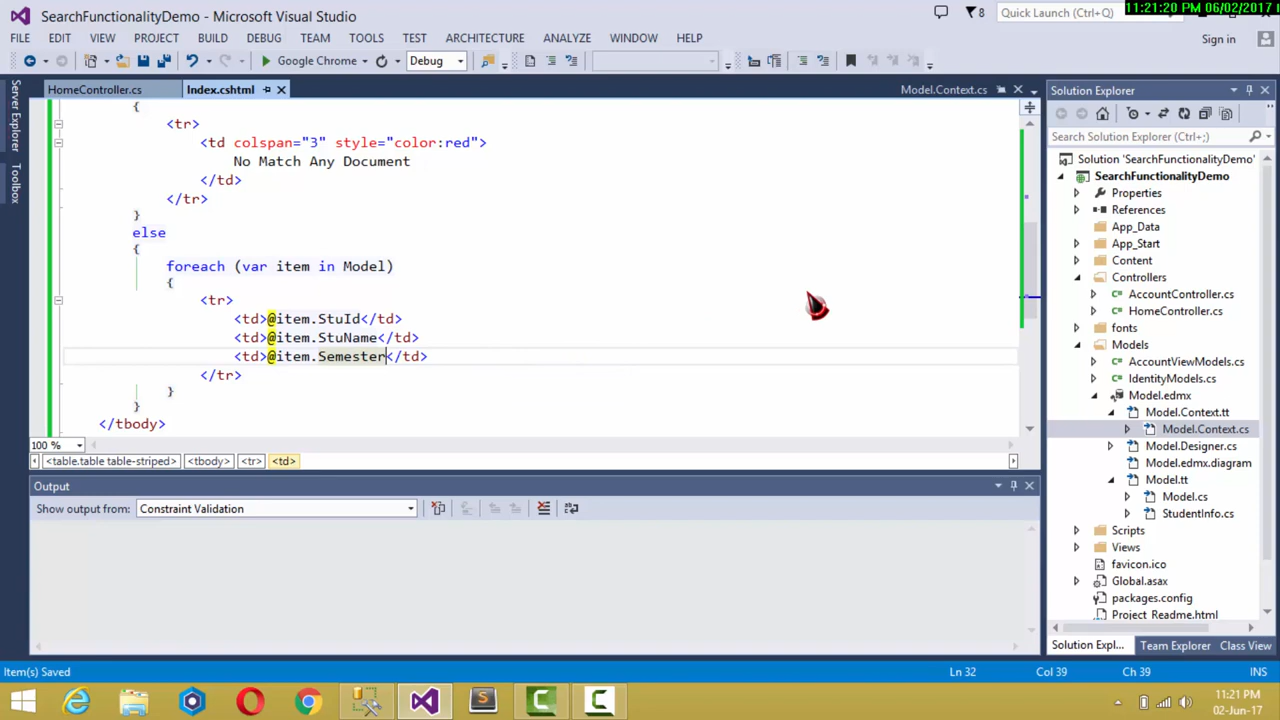 SearchFunctionalityDemo - Microsoft Visual Studio
8
Quick Launch (Ctrl+;)
11:21:20 PM 06/02/2017
FILE EDIT VIEW PROJECT BUILD DEBUG TEAM TOOLS TEST ARCHITECTURE ANALYZE WINDOW HELP
Sign in
Google Chrome
Debug
Server Explorer
Toolbox
HomeController.cs
Index.cshtml
Model.Context.cs
{
<tr>
<td colspan="3" style="color:red">
No Match Any Document
</td>
</tr>
}
else
{
foreach (var item in Model)
{
<tr>
<td>@item.StuId</td>
<td>@item.StuName</td>
<td>@item.Semester</td>
</tr>
}
}
</tbody>
100 %
<table.table table-striped> <tbody> <tr> <td>
Output
Show output from: Constraint Validation
Solution Explorer
Search Solution Explorer (Ctrl+;)
Solution 'SearchFunctionalityDemo'
SearchFunctionalityDemo
Properties
References
App_Data
App_Start
Content
Controllers
AccountController.cs
HomeController.cs
fonts
Models
AccountViewModels.cs
IdentityModels.cs
Model.edmx
Model.Context.tt
Model.Context.cs
Model.Designer.cs
Model.edmx.diagram
Model.tt
Model.cs
StudentInfo.cs
Scripts
Views
favicon.ico
Global.asax
packages.config
Project_Readme.html
Solution Expl... Team Explorer Class View
Item(s) Saved
Ln 32
Col 39
Ch 39
INS
11:21 PM
02-Jun-17